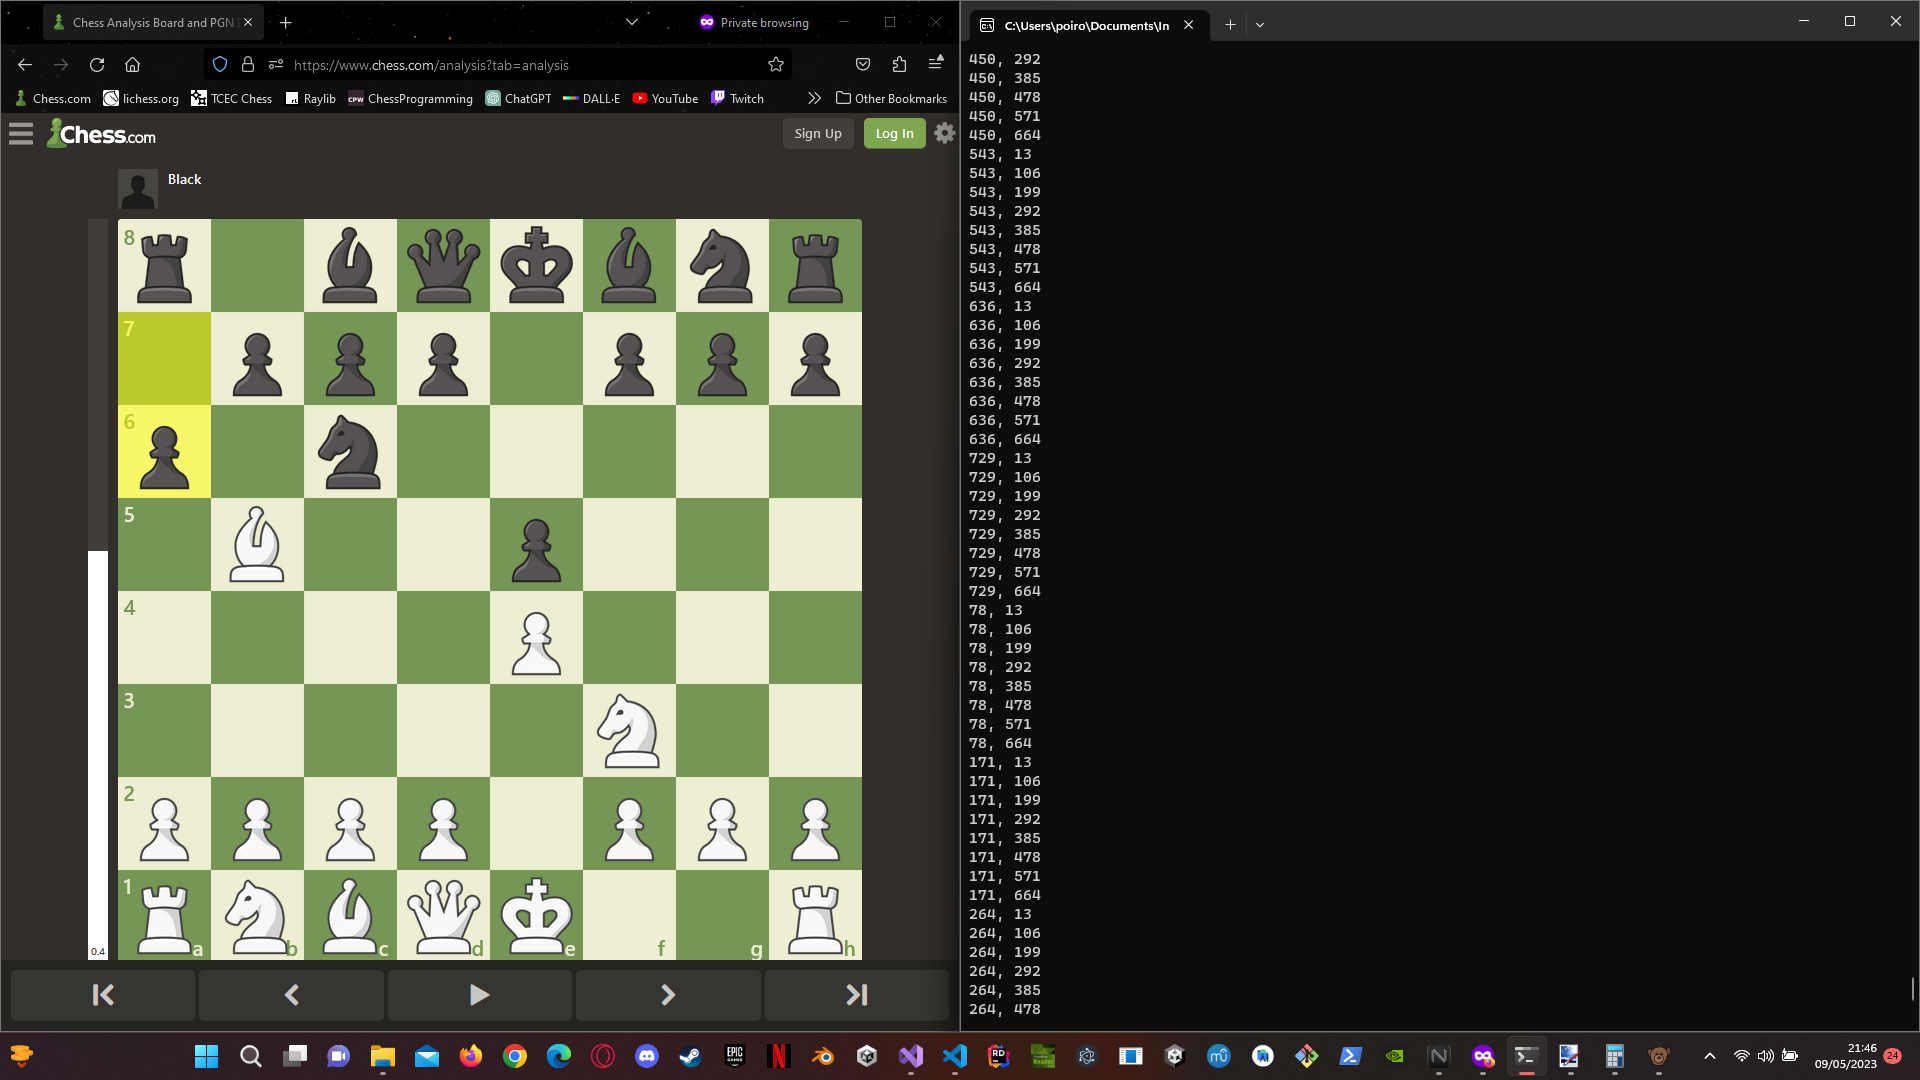 Chess Analysis Board and PGN
Private browsing
https://www.chess.com/analysis?tab=analysis
Chess.com
lichess.org
TCEC Chess
Raylib
CPW
ChessProgramming
ChatGPT
DALL·E
YouTube
Twitch
Other Bookmarks
Chess.com
Sign Up
Log In
Black
8
7
6
5
4
3
2
1
a
b
c
d
e
f
g
h
0.4
C:\Users\poiro\Documents\In
450, 292
450, 385
450, 478
450, 571
450, 664
543, 13
543, 106
543, 199
543, 292
543, 385
543, 478
543, 571
543, 664
636, 13
636, 106
636, 199
636, 292
636, 385
636, 478
636, 571
636, 664
729, 13
729, 106
729, 199
729, 292
729, 385
729, 478
729, 571
729, 664
78, 13
78, 106
78, 199
78, 292
78, 385
78, 478
78, 571
78, 664
171, 13
171, 106
171, 199
171, 292
171, 385
171, 478
171, 571
171, 664
264, 13
264, 106
264, 199
264, 292
264, 385
264, 478
EPIC
GAMES
N
RD
21:46
09/05/2023
24